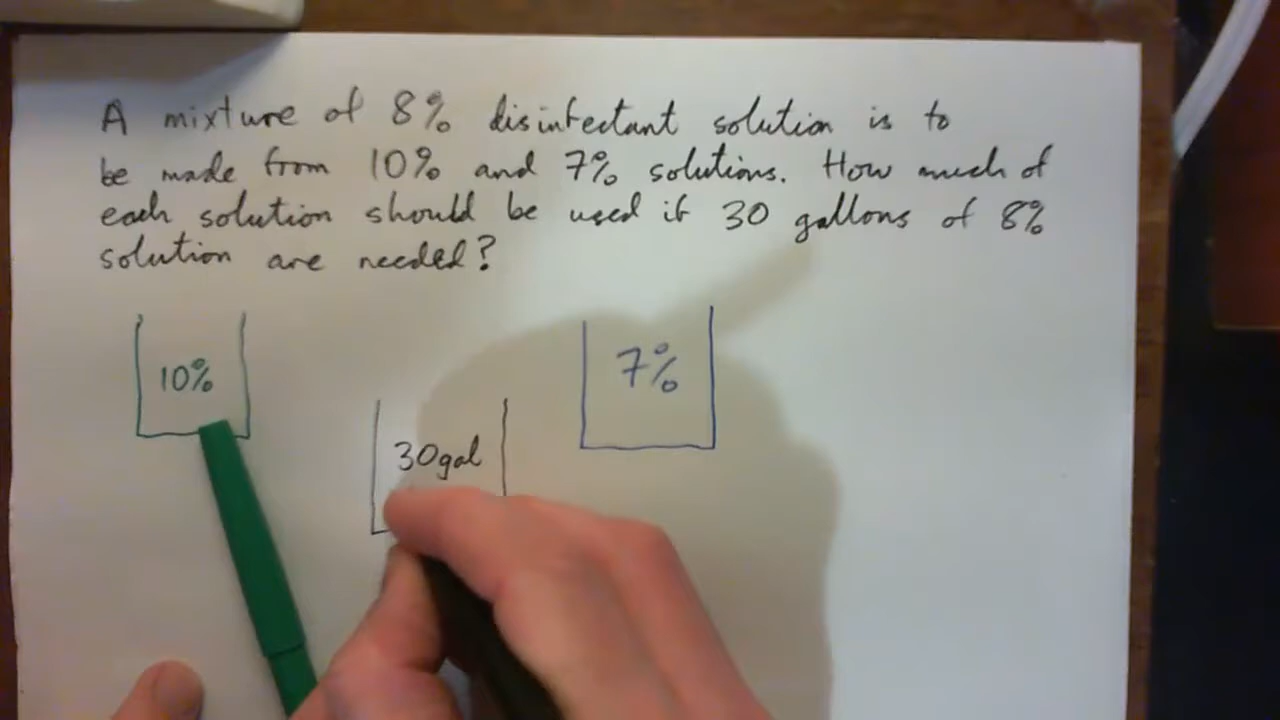 A mixture of 8% disinfectant solution is to
be made from 10% and 7% solutions. How much of
each solution should be used if 30 gallons of 8%
solution are needed?
10%
7%
30gal